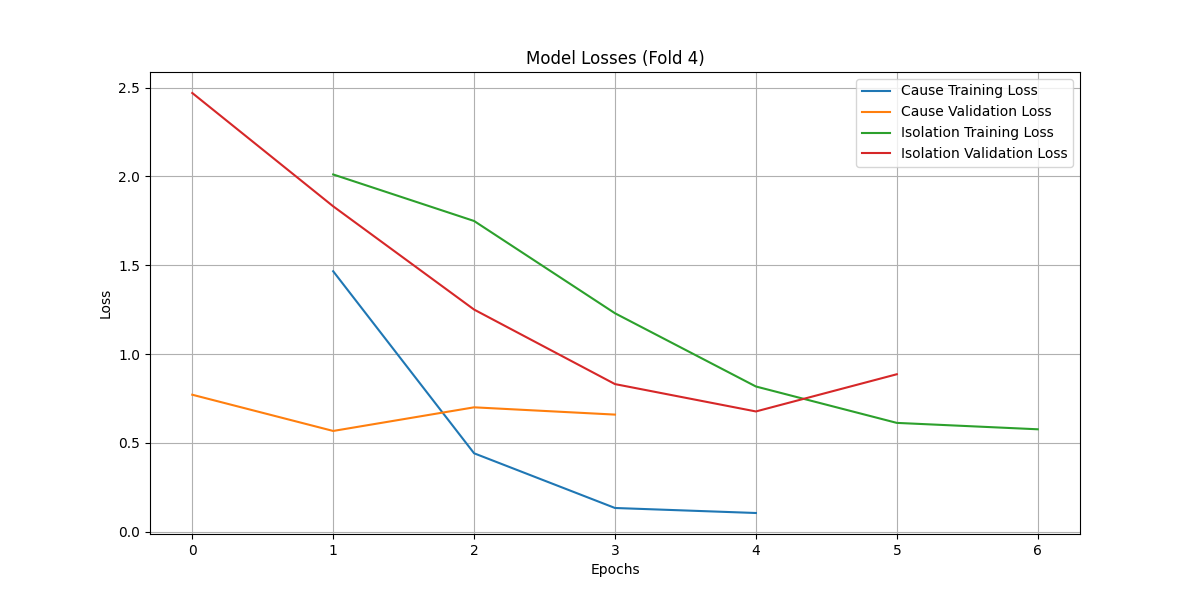 Model Losses (Fold 4)
Cause Training Loss
Cause Validation Loss
Isolation Training Loss
Isolation Validation Loss
2.5
2.0
1.5
1.0
0.5
0.0
Loss
0 1 2 3 4 5 6
Epochs